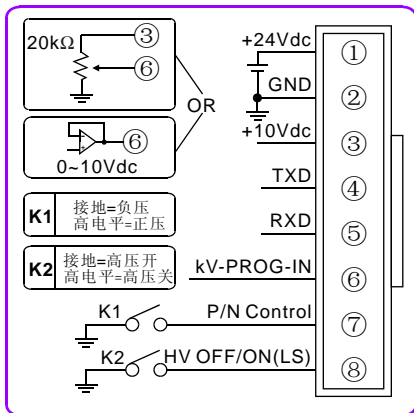 20kΩ
③
⑥
OR
⑥
0~10Vdc
K1
接地=负压
高电平=正压
K2
接地=高压开
高电平=高压关
+24Vdc
①
GND
②
+10Vdc
③
TXD
④
RXD
⑤
kV-PROG-IN
⑥
K1
P/N Control
⑦
K2
HV OFF/ON(LS)
⑧